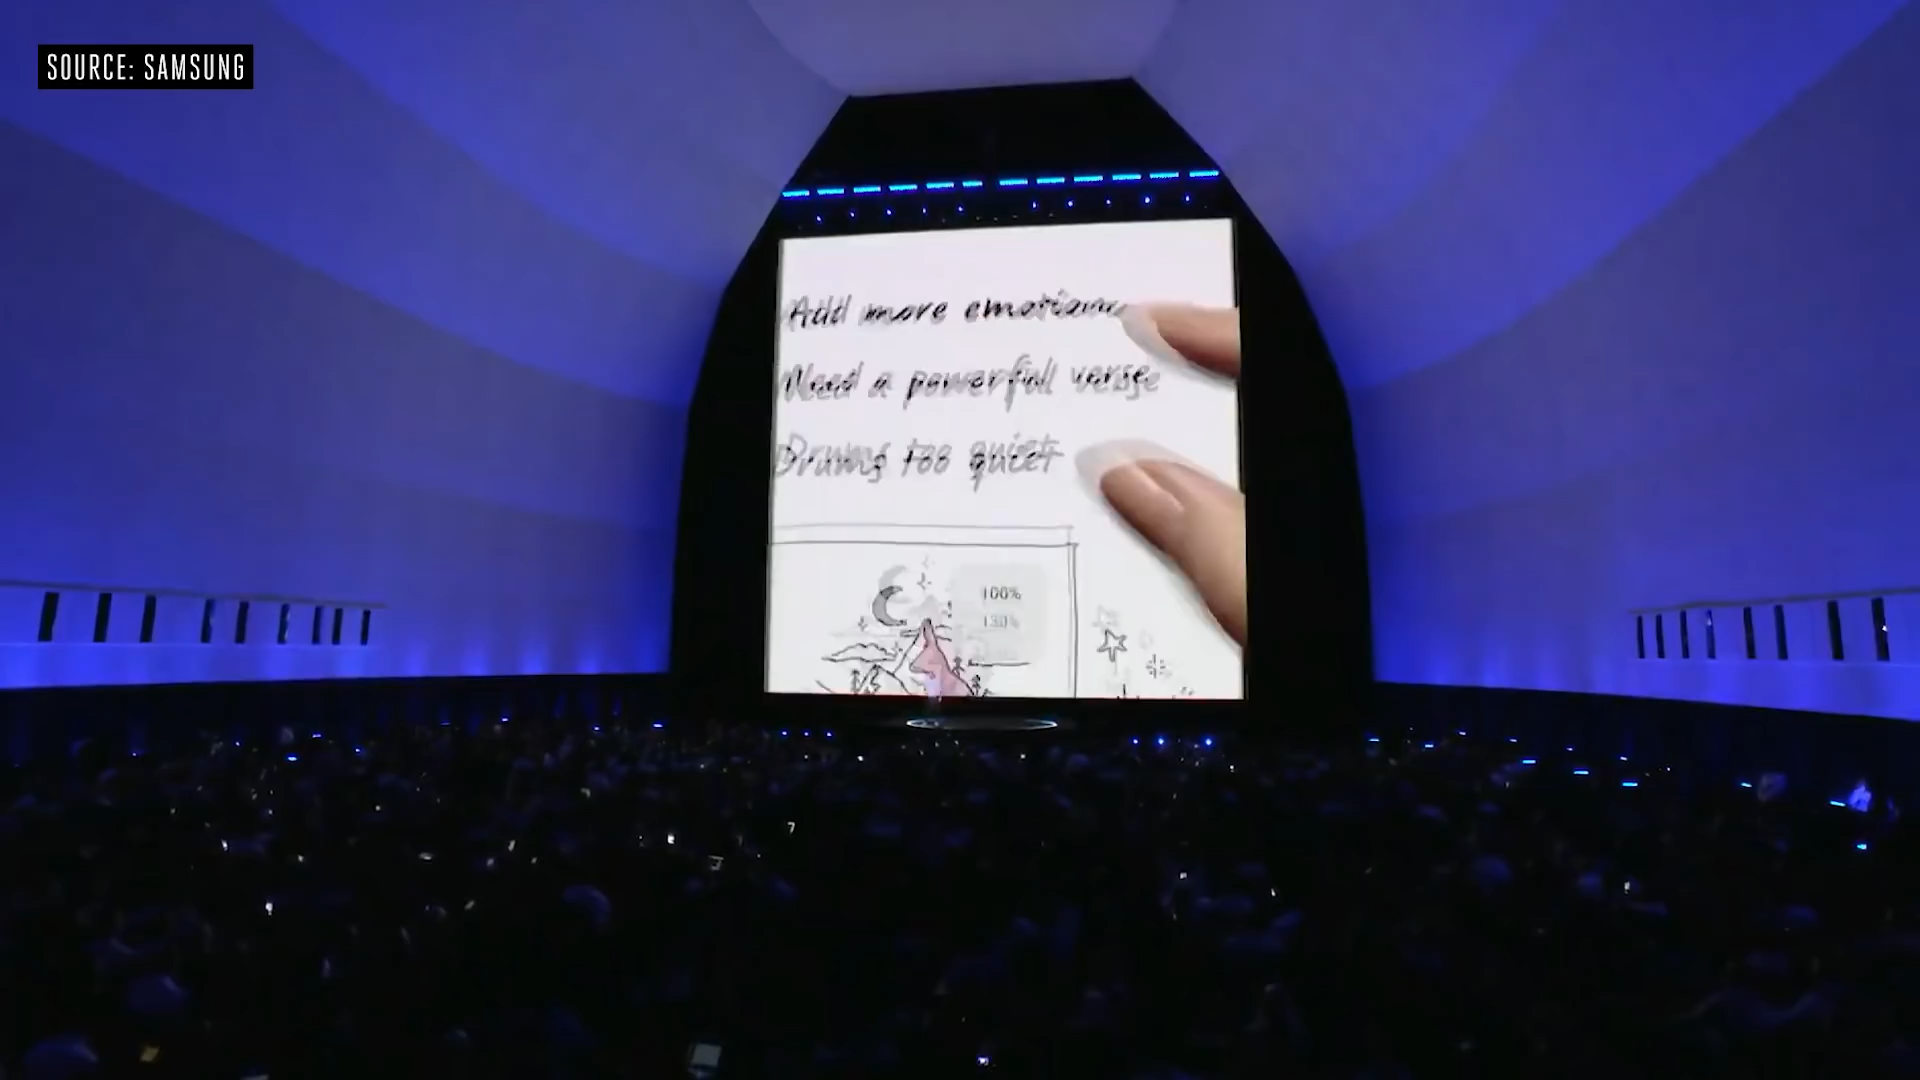 SOURCE: SAMSUNG
Add more emotion
Need a powerful verse
Drums too quiet
100%
130%